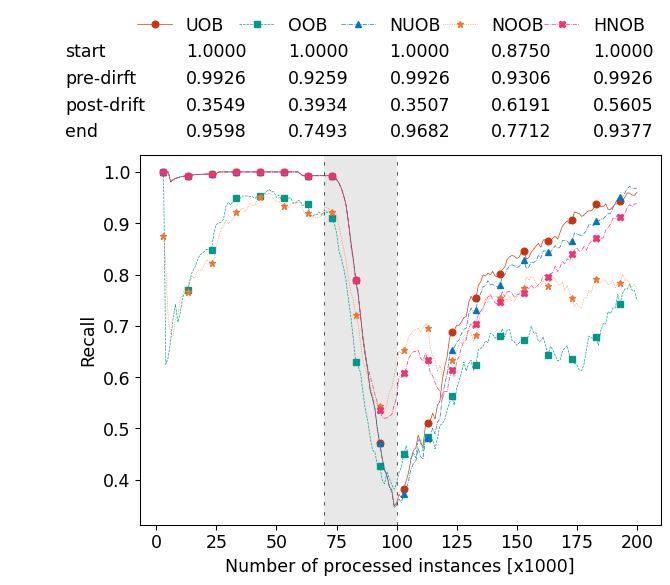 UOB OOB NUOB NOOB HNOB
start 1.0000 1.0000 1.0000 0.8750 1.0000
pre-dirft 0.9926 0.9259 0.9926 0.9306 0.9926
post-drift 0.3549 0.3934 0.3507 0.6191 0.5605
end 0.9598 0.7493 0.9682 0.7712 0.9377
1.0
0.9
0.8
0.7
0.6
0.5
0.4
Recall
0 25 50 75 100 125 150 175 200
Number of processed instances [x1000]